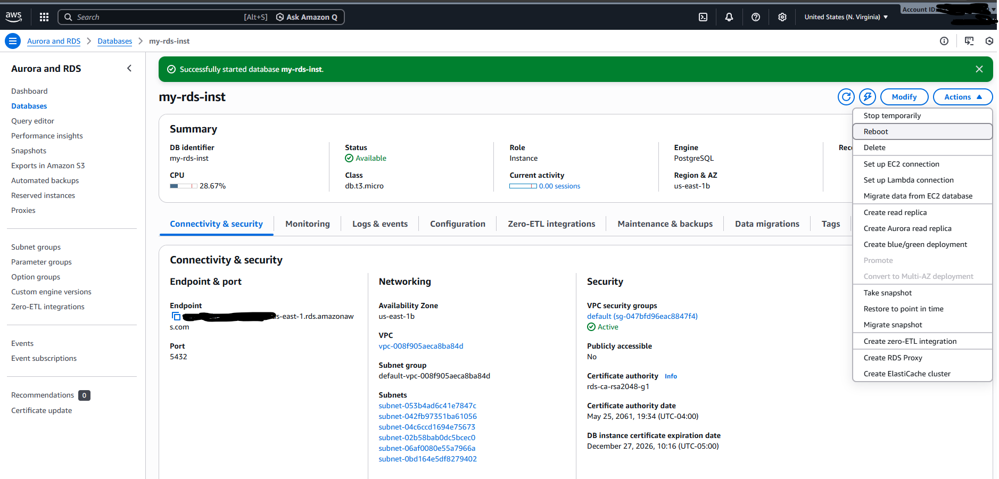 aws
Search
[Alt+S]
Ask Amazon Q
United States (N. Virginia)
Account ID:
Aurora and RDS
Databases
my-rds-inst
Aurora and RDS
Dashboard
Databases
Query editor
Performance insights
Snapshots
Exports in Amazon S3
Automated backups
Reserved instances
Proxies
Subnet groups
Parameter groups
Option groups
Custom engine versions
Zero-ETL integrations
Events
Event subscriptions
Recommendations 0
Certificate update
Successfully started database my-rds-inst.
my-rds-inst
Modify
Actions
Summary
DB identifier
my-rds-inst
CPU
28.67%
Status
Available
Class
db.t3.micro
Role
Instance
Current activity
0.00 sessions
Engine
PostgreSQL
Region & AZ
us-east-1b
Stop temporarily
Reboot
Delete
Set up EC2 connection
Set up Lambda connection
Migrate data from EC2 database
Create read replica
Create Aurora read replica
Create blue/green deployment
Promote
Convert to Multi-AZ deployment
Take snapshot
Restore to point in time
Migrate snapshot
Create zero-ETL integration
Create RDS Proxy
Create ElastiCache cluster
Connectivity & security
Monitoring
Logs & events
Configuration
Zero-ETL integrations
Maintenance & backups
Data migrations
Tags
Connectivity & security
Endpoint & port
Endpoint
s-east-1.rds.amazonaw
s.com
Port
5432
Networking
Availability Zone
us-east-1b
VPC
vpc-008f905aeca8ba84d
Subnet group
default-vpc-008f905aeca8ba84d
Subnets
subnet-053b4ad6c41e7847c
subnet-042fb97351ba61056
subnet-04c6ccd1694e75673
subnet-02b58bab0dc5bcec0
subnet-06af0080e55a7966a
subnet-0bd164e5df8279402
Security
VPC security groups
default (sg-047bfd96eac8847f4)
Active
Publicly accessible
No
Certificate authority Info
rds-ca-rsa2048-g1
Certificate authority date
May 25, 2061, 19:34 (UTC-04:00)
DB instance certificate expiration date
December 27, 2026, 10:16 (UTC-05:00)